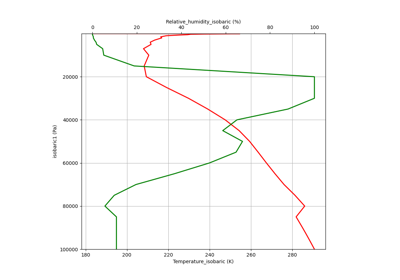 Relative_humidity_isobaric (%)
0 20 40 60 80 100
20000
40000
60000
80000
100000
isobaric1 (Pa)
180 200 220 240 260 280
Temperature_isobaric (K)